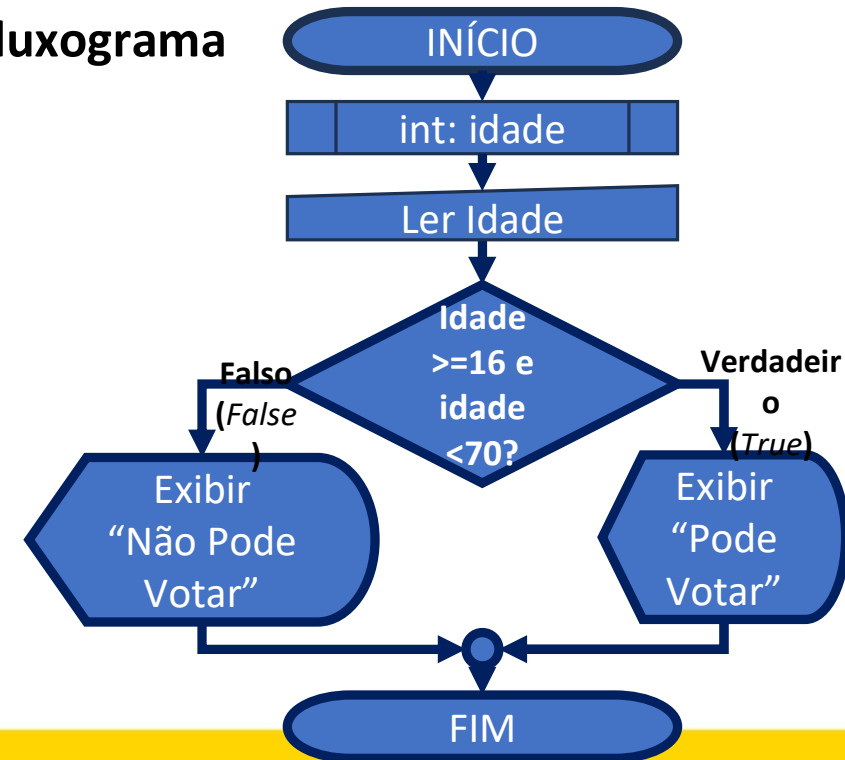 luxograma
INÍCIO
int: idade
Ler Idade
Idade
>=16 e
idade
<70?
Falso
(False
)
Verdadeir
o
(True)
Exibir
“Não Pode
Votar”
Exibir
“Pode
Votar”
FIM